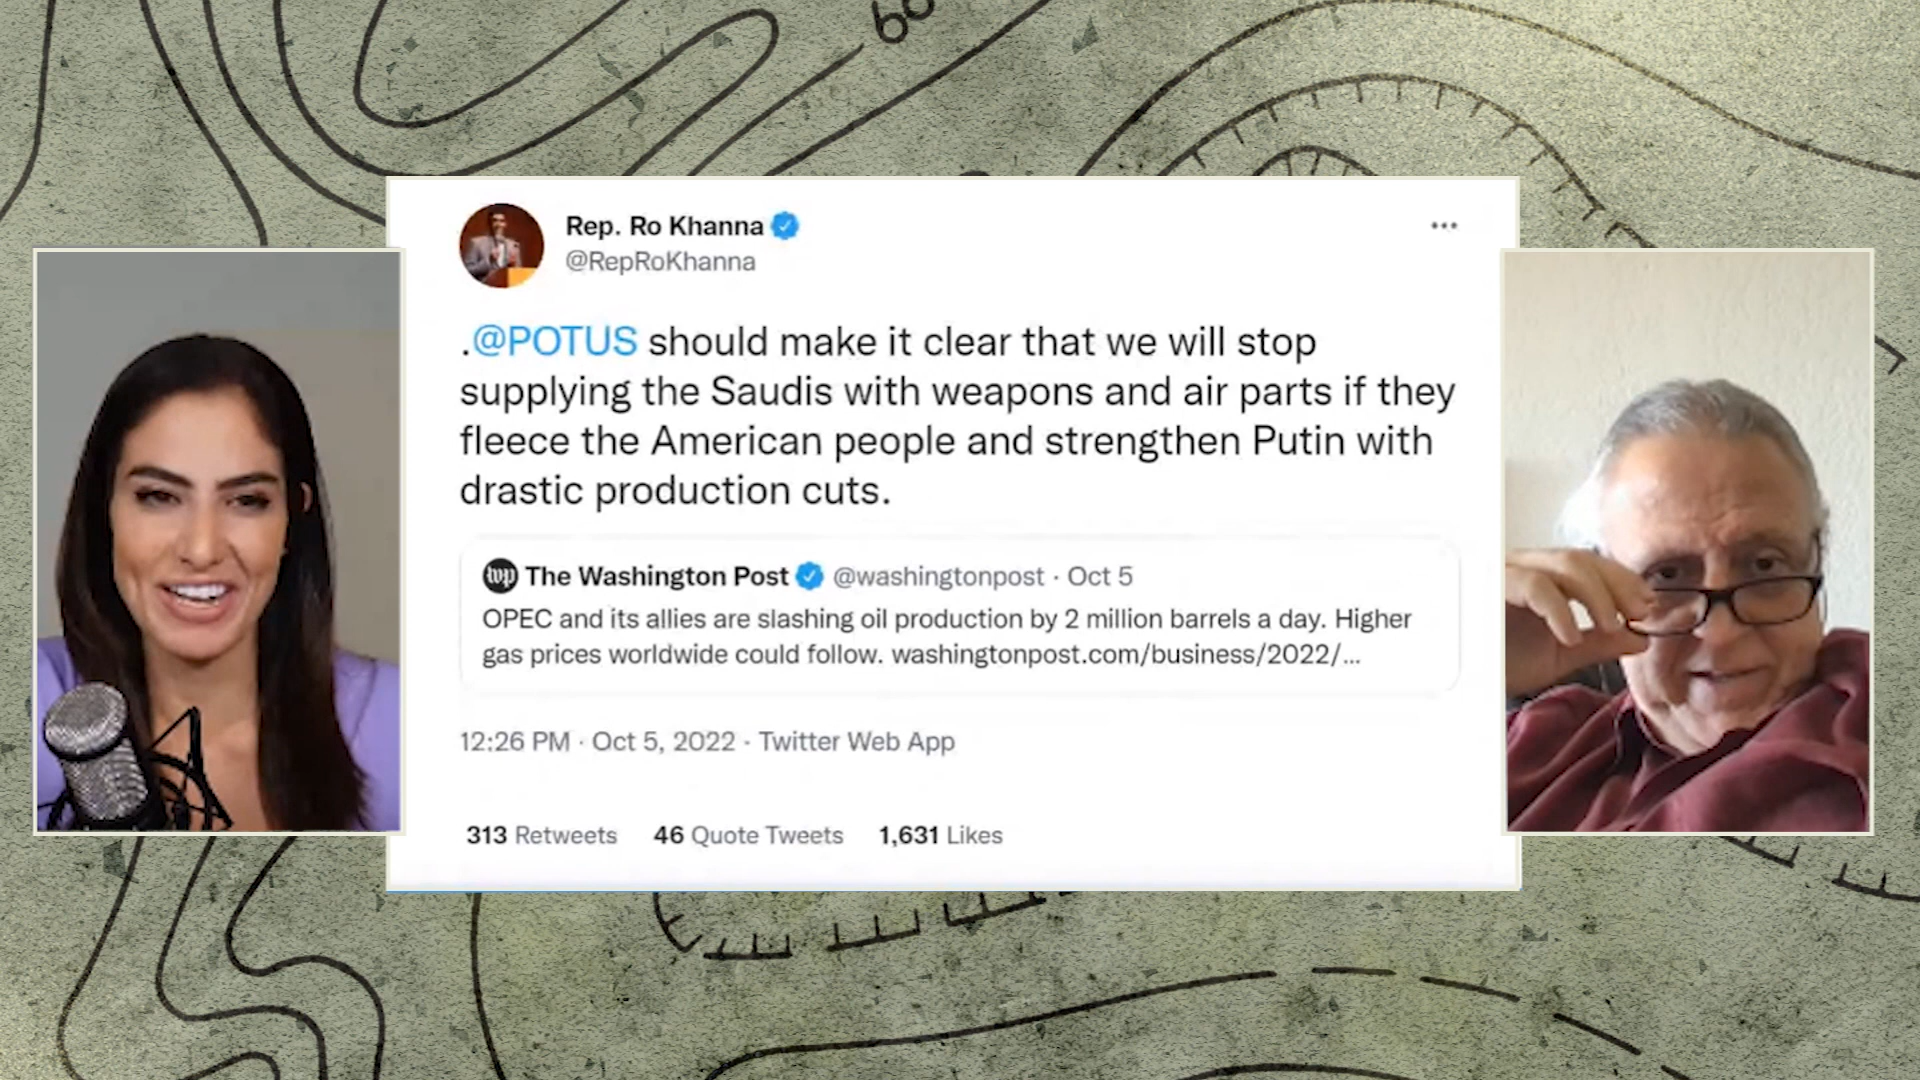 60
Rep. Ro Khanna
@RepRoKhanna
.@POTUS should make it clear that we will stop
supplying the Saudis with weapons and air parts if they
fleece the American people and strengthen Putin with
drastic production cuts.
wp The Washington Post @washingtonpost · Oct 5
OPEC and its allies are slashing oil production by 2 million barrels a day. Higher
gas prices worldwide could follow. washingtonpost.com/business/2022/...
12:26 PM · Oct 5, 2022 · Twitter Web App
313 Retweets 46 Quote Tweets 1,631 Likes